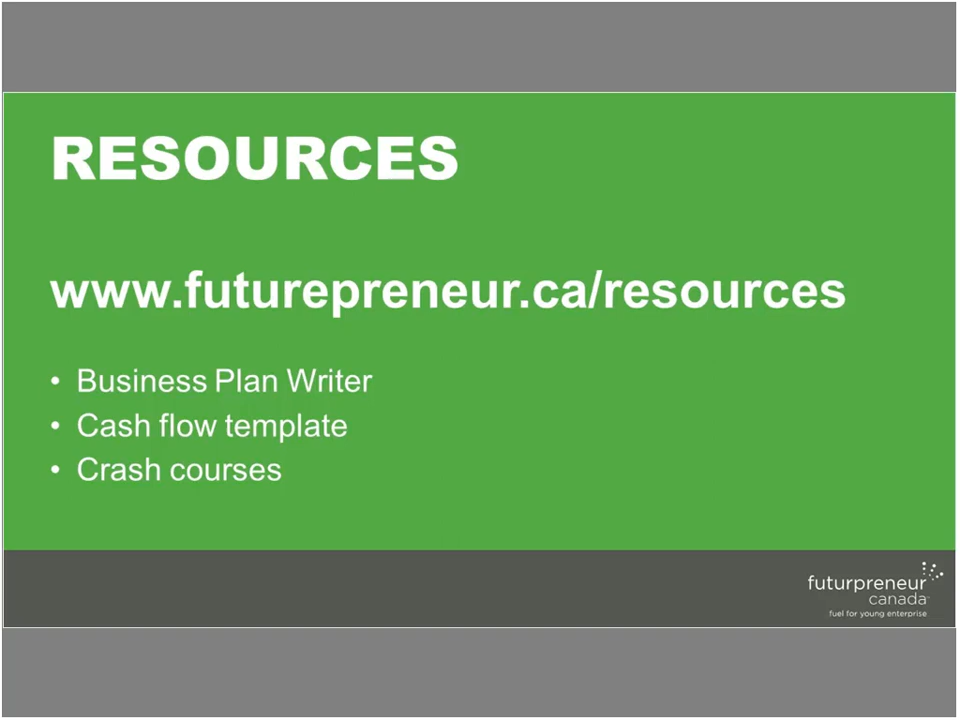 RESOURCES
www.futurepreneur.ca/resources
• Business Plan Writer
• Cash flow template
• Crash courses
futurpreneur
canada
fuel for young enterprise